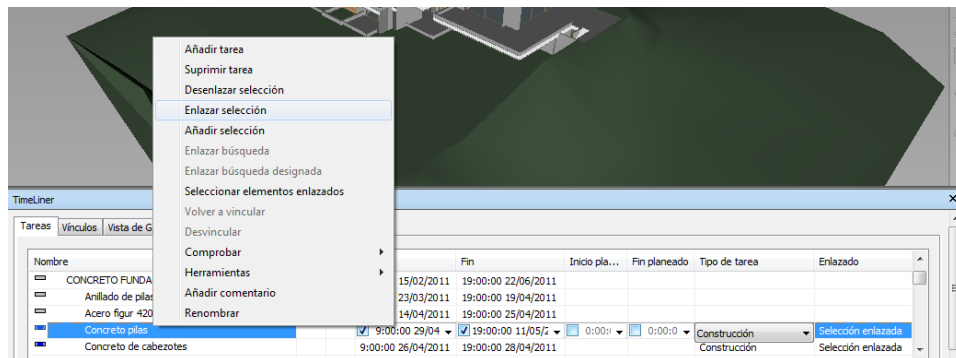 Añadir tarea
Suprimir tarea
Desenlazar selección
Enlazar selección
Añadir selección
Enlazar búsqueda
Enlazar búsqueda designada
Seleccionar elementos enlazados
Volver a vincular
Desvincular
Comprobar
Herramientas
Añadir comentario
Renombrar
TimeLiner
Tareas Vínculos Vista de G
Nombre Fin Inicio pla... Fin planeado Tipo de tarea Enlazado
CONCRETO FUNDA 15/02/2011 19:00:00 22/06/2011
Anillado de pilas 23/03/2011 19:00:00 19/04/2011
Acero figur 420 14/04/2011 19:00:00 25/04/2011
Concreto pilas 9:00:00 29/04 19:00:00 11/05/2 0:00:( 0:00:0 Construcción Selección enlazada
Concreto de cabezotes 9:00:00 26/04/2011 19:00:00 28/04/2011 Construcción Selección enlazada